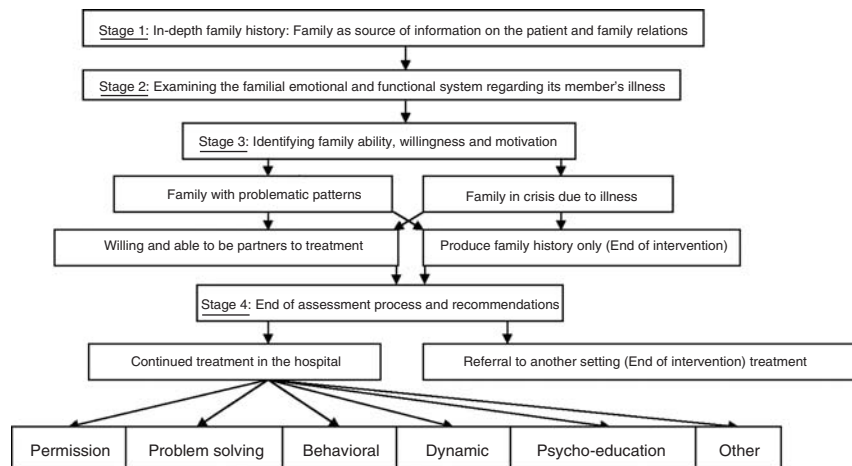 Stage 1: In-depth family history: Family as source of information on the patient and family relations
Stage 2: Examining the familial emotional and functional system regarding its member's illness
Stage 3: Identifying family ability, willingness and motivation
Family with problematic patterns
Family in crisis due to illness
Willing and able to be partners to treatment
Produce family history only (End of intervention)
Stage 4: End of assessment process and recommendations
Continued treatment in the hospital
Referral to another setting (End of intervention) treatment
Permission
Problem solving
Behavioral
Dynamic
Psycho-education
Other